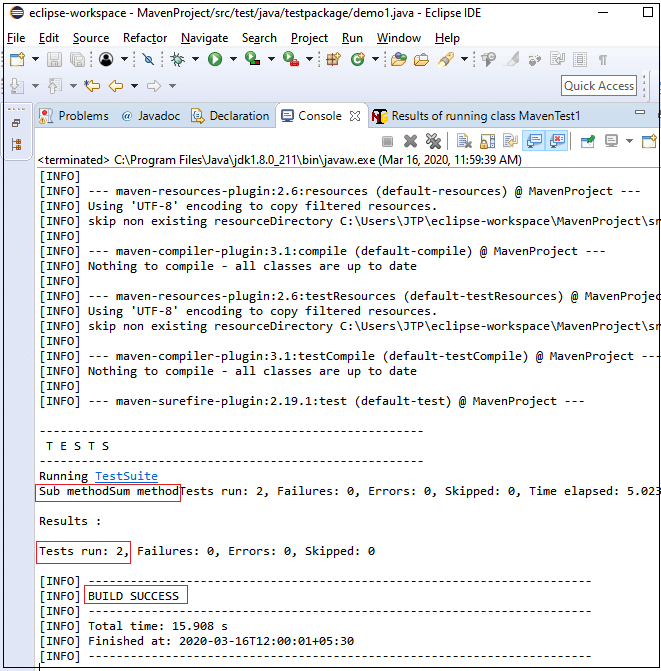 eclipse-workspace - MavenProject/src/test/java/testpackage/demo1.java - Eclipse IDE
File Edit Source Refactor Navigate Search Project Run Window Help
Quick Access
Problems @ Javadoc Declaration Console Results of running class MavenTest1
<terminated> C:\Program Files\Java\jdk1.8.0_211\bin\javaw.exe (Mar 16, 2020, 11:59:39 AM)
[INFO]
[INFO] --- maven-resources-plugin:2.6:resources (default-resources) @ MavenProject ---
[INFO] Using 'UTF-8' encoding to copy filtered resources.
[INFO] skip non existing resourceDirectory C:\Users\JTP\eclipse-workspace\MavenProject\sr
[INFO]
[INFO] --- maven-compiler-plugin:3.1:compile (default-compile) @ MavenProject ---
[INFO] Nothing to compile - all classes are up to date
[INFO]
[INFO] --- maven-resources-plugin:2.6:testResources (default-testResources) @ MavenProject
[INFO] Using 'UTF-8' encoding to copy filtered resources.
[INFO] skip non existing resourceDirectory C:\Users\JTP\eclipse-workspace\MavenProject\sr
[INFO]
[INFO] --- maven-compiler-plugin:3.1:testCompile (default-testCompile) @ MavenProject ---
[INFO] Nothing to compile - all classes are up to date
[INFO]
[INFO] --- maven-surefire-plugin:2.19.1:test (default-test) @ MavenProject ---
-------------------------------------------------------
T E S T S
-------------------------------------------------------
Running TestSuite
Sub methodSum methodTests run: 2, Failures: 0, Errors: 0, Skipped: 0, Time elapsed: 5.023
Results :
Tests run: 2, Failures: 0, Errors: 0, Skipped: 0
[INFO] ------------------------------------------------------------------------
[INFO] BUILD SUCCESS
[INFO] ------------------------------------------------------------------------
[INFO] Total time: 15.908 s
[INFO] Finished at: 2020-03-16T12:00:01+05:30
[INFO] ------------------------------------------------------------------------